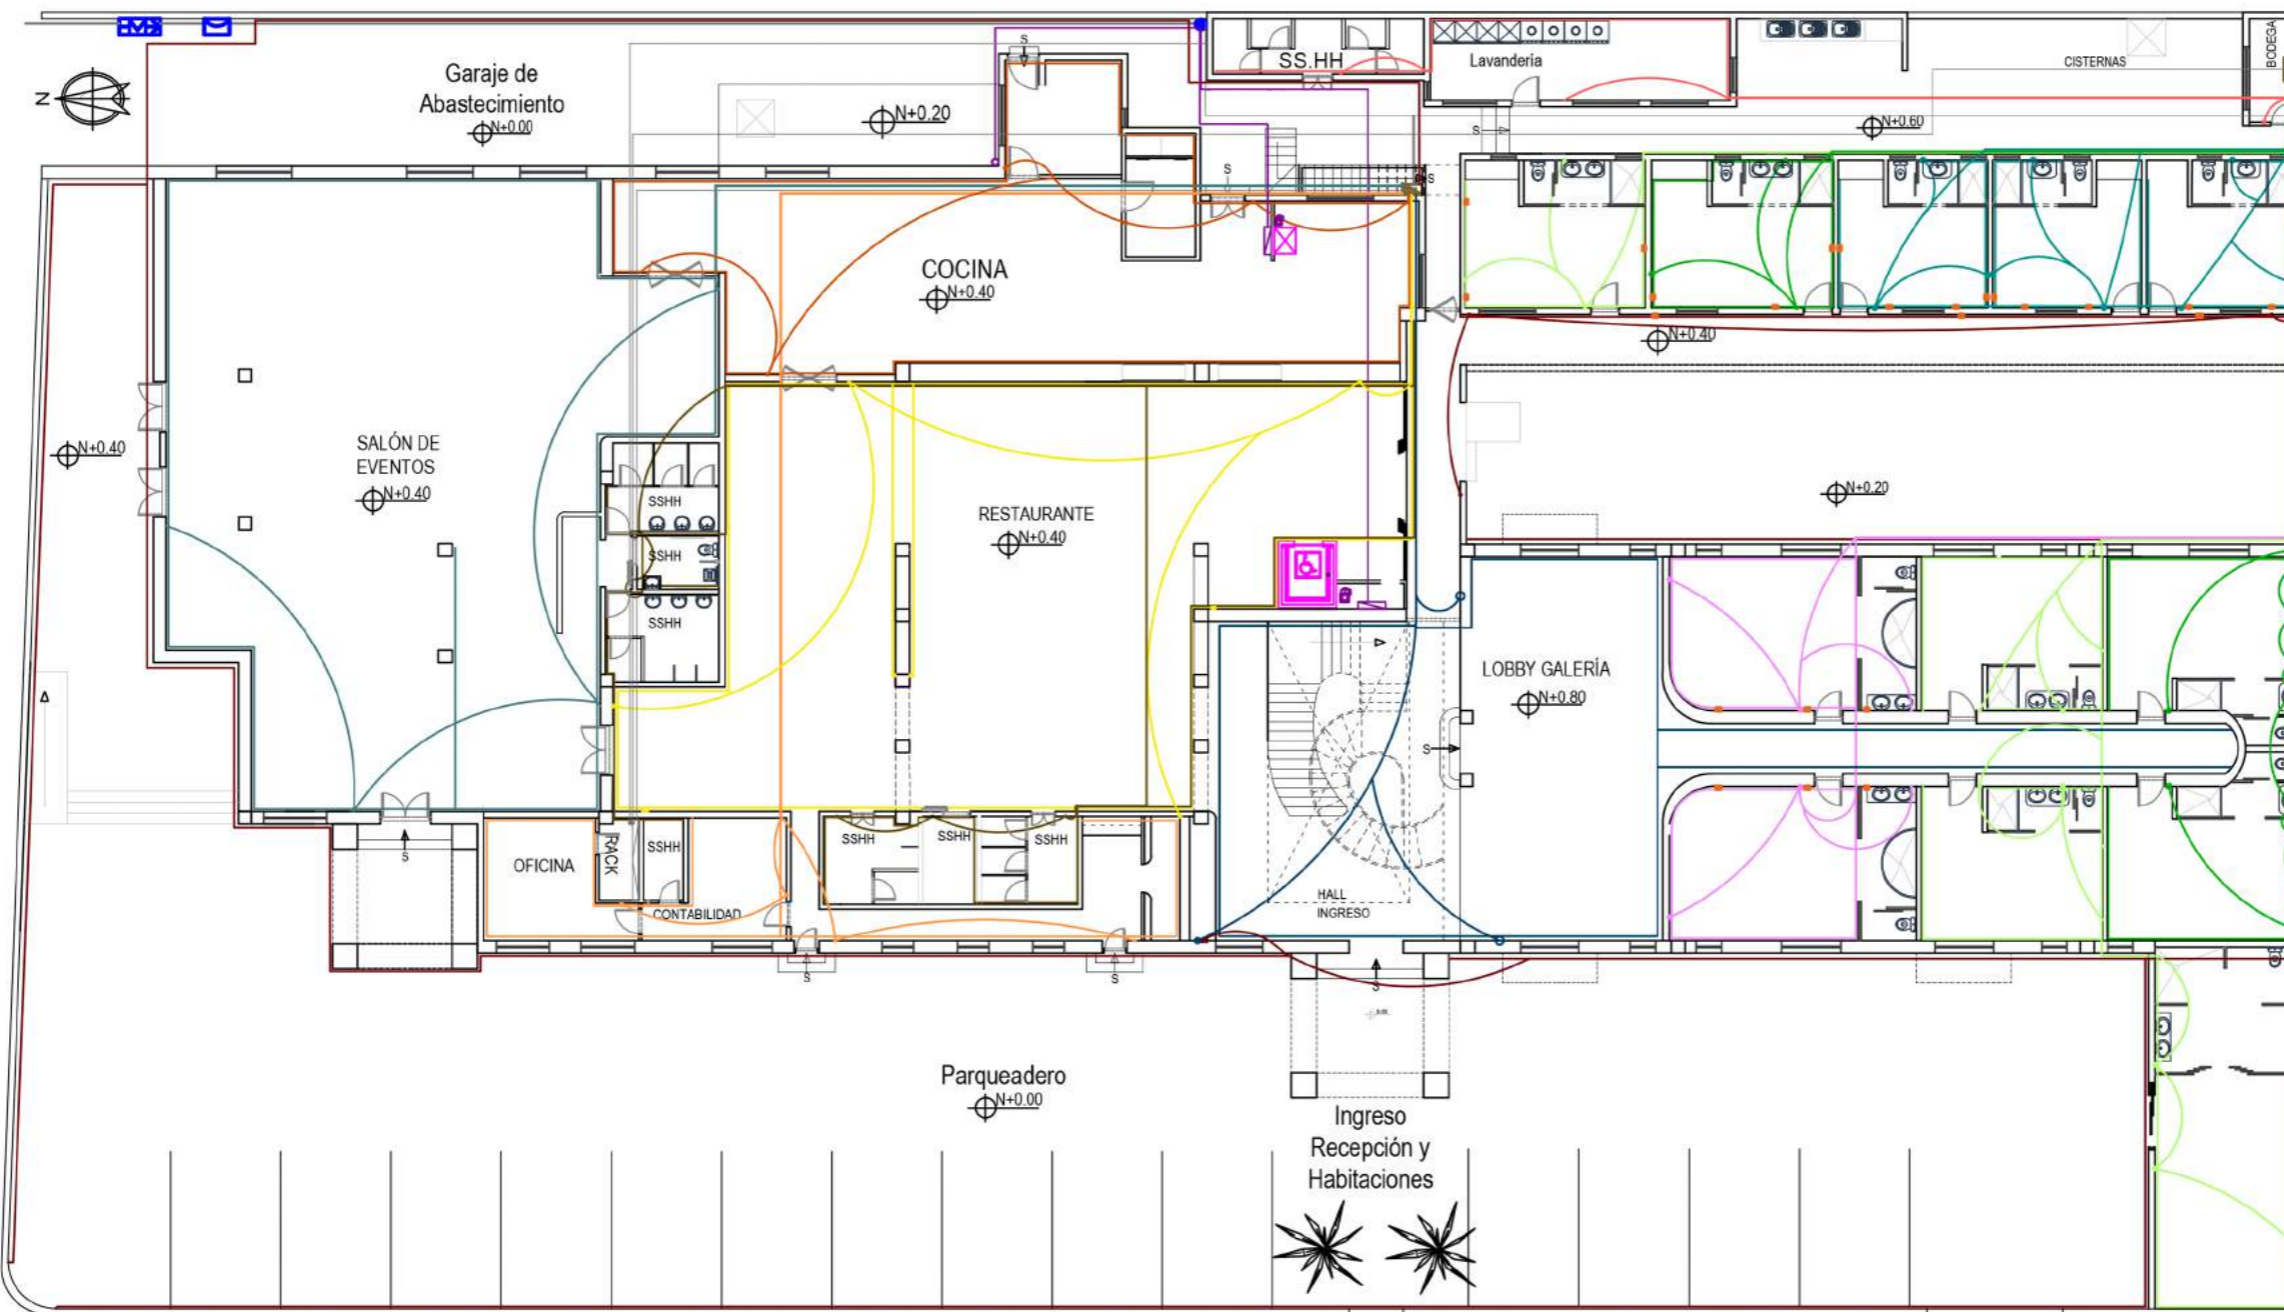 N
Garaje de
Abastecimiento
N+0.00
N+0.20
S
SS.HH
Lavandería
CISTERNAS
BODEGA
N+0.60
S
S
S
COCINA
N+0.40
N+0.40
N+0.40
SALÓN DE
EVENTOS
N+0.40
SSHH
SSHH
SSHH
RESTAURANTE
N+0.40
N+0.20
LOBBY GALERÍA
N+0.80
S
OFICINA
RACK
SSHH
CONTABILIDAD
SSHH
SSHH
SSHH
HALL
INGRESO
S
S
S
S
Parqueadero
N+0.00
Ingreso
Recepción y
Habitaciones